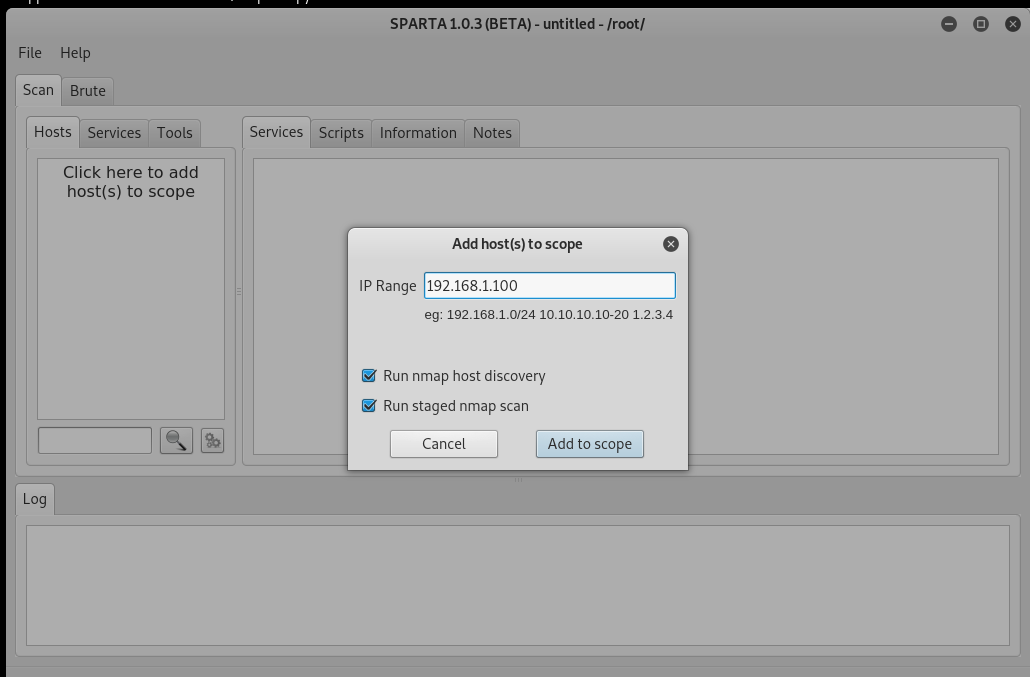 SPARTA 1.0.3 (BETA) - untitled - /root/
File Help
Scan Brute
Hosts Services Tools
Services Scripts Information Notes
Click here to add
host(s) to scope
Add host(s) to scope
IP Range 192.168.1.100
eg: 192.168.1.0/24 10.10.10.10-20 1.2.3.4
Run nmap host discovery
Run staged nmap scan
Cancel Add to scope
Log